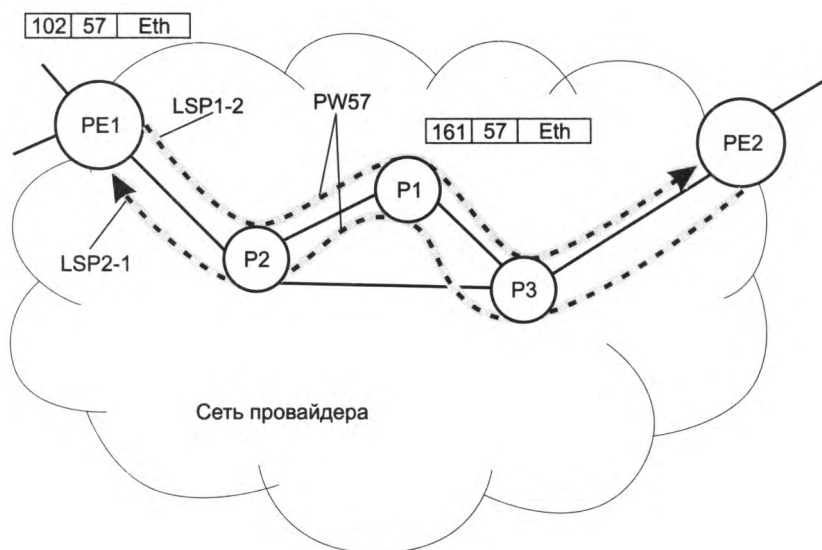 102 57 Eth
PE1
LSP1-2
PW57
161 57 Eth
PE2
P1
LSP2-1
P2
P3
Сеть провайдера